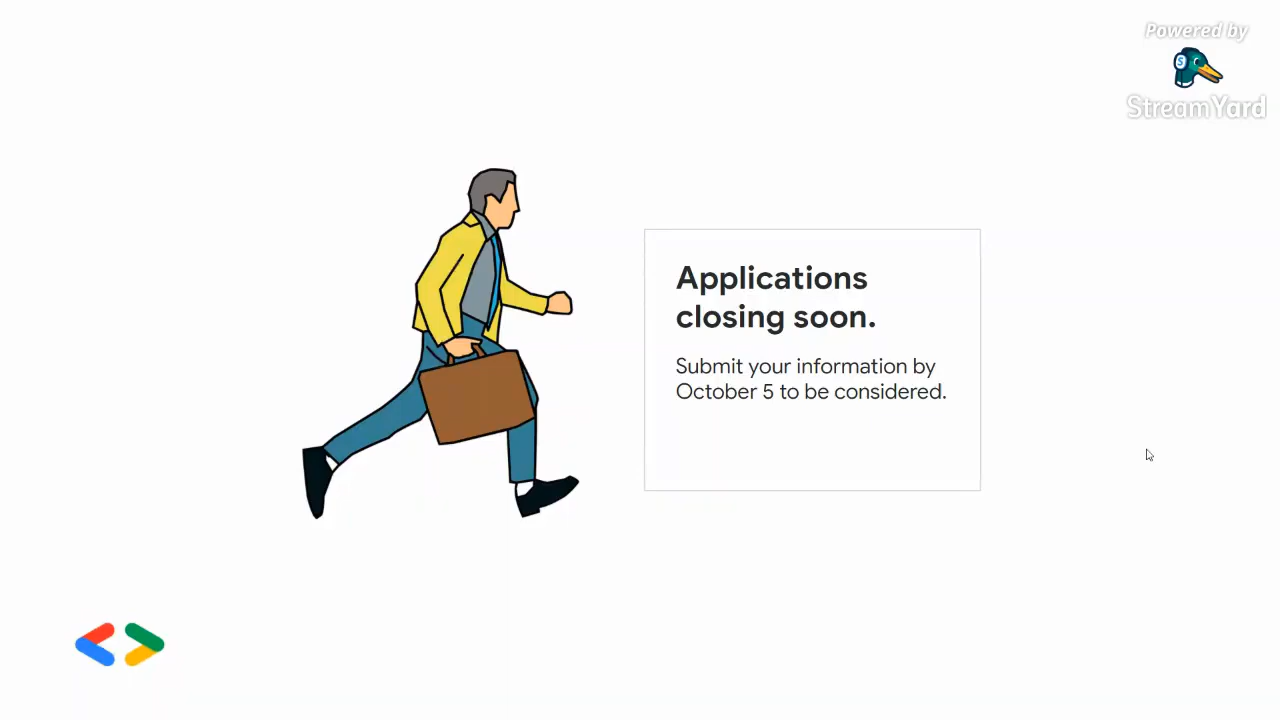 Powered by
StreamYard
Applications
closing soon.
Submit your information by
October 5 to be considered.